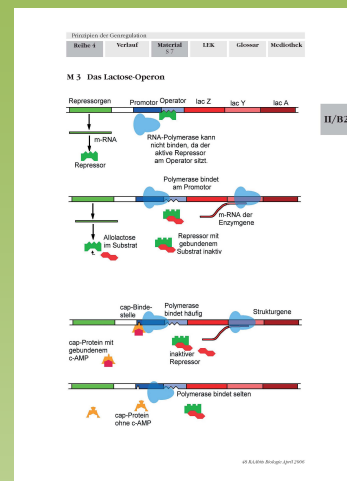 Prinzipien der Genregulation
Reihe 4 Verlauf Material LEK Glossar Mediothek
S 7
M 3 Das Lactose-Operon
II/B2
Repressorgen Promotor Operator lac Z lac Y lac A
m-RNA
Repressor
RNA-Polymerase kann
nicht binden, da der
aktive Repressor
am Operator sitzt.
Polymerase bindet
am Promotor
m-RNA der
Enzymgene
Allolactose
im Substrat
Repressor mit
gebundenem
Substrat inaktiv
cap-Binde-
stelle
Polymerase
bindet häufig
Strukturgene
cap-Protein mit
gebundenem
c-AMP
inaktiver
Repressor
Polymerase bindet selten
cap-Protein
ohne c-AMP
48 RAAbits Biologie April 2006